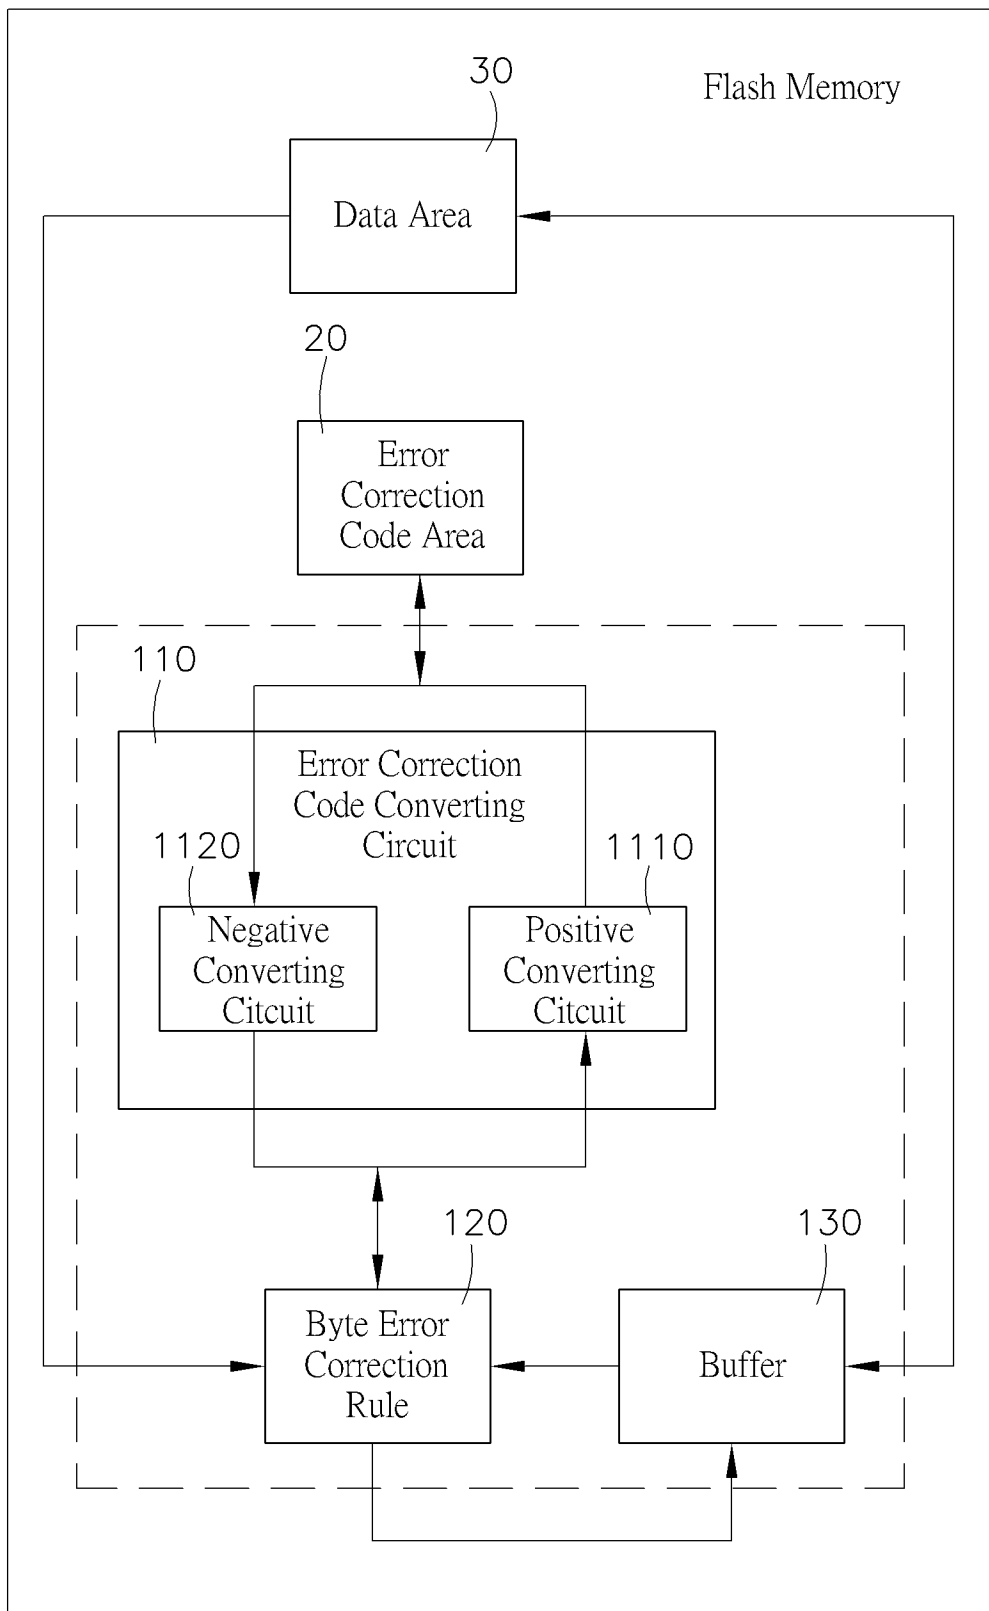 30
Flash Memory
Data Area
20
Error
Correction
Code Area
110
Error Correction
Code Converting
Circuit
1120
1110
Negative
Converting
Citcuit
Positive
Converting
Citcuit
120
130
Byte Error
Correction
Rule
Buffer